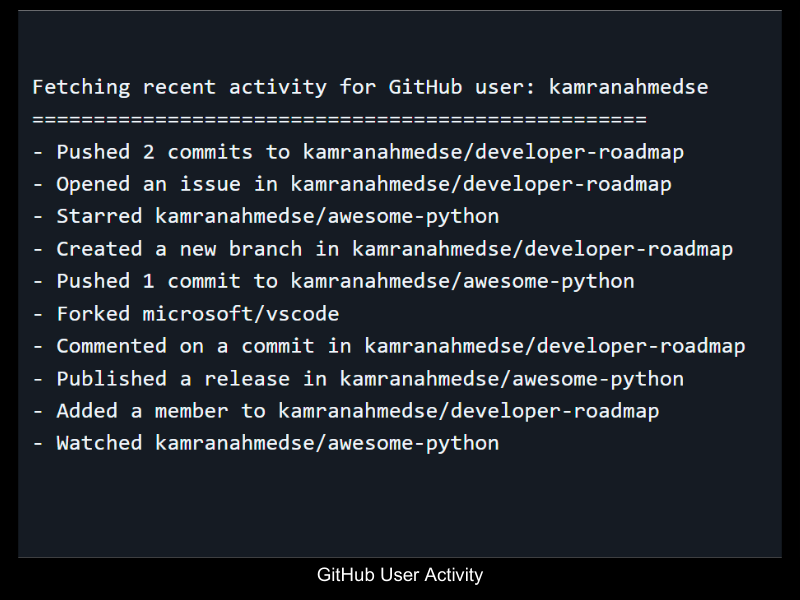 Fetching recent activity for GitHub user: kamranahmedse
==================================================
- Pushed 2 commits to kamranahmedse/developer-roadmap
- Opened an issue in kamranahmedse/developer-roadmap
- Starred kamranahmedse/awesome-python
- Created a new branch in kamranahmedse/developer-roadmap
- Pushed 1 commit to kamranahmedse/awesome-python
- Forked microsoft/vscode
- Commented on a commit in kamranahmedse/developer-roadmap
- Published a release in kamranahmedse/awesome-python
- Added a member to kamranahmedse/developer-roadmap
- Watched kamranahmedse/awesome-python
GitHub User Activity